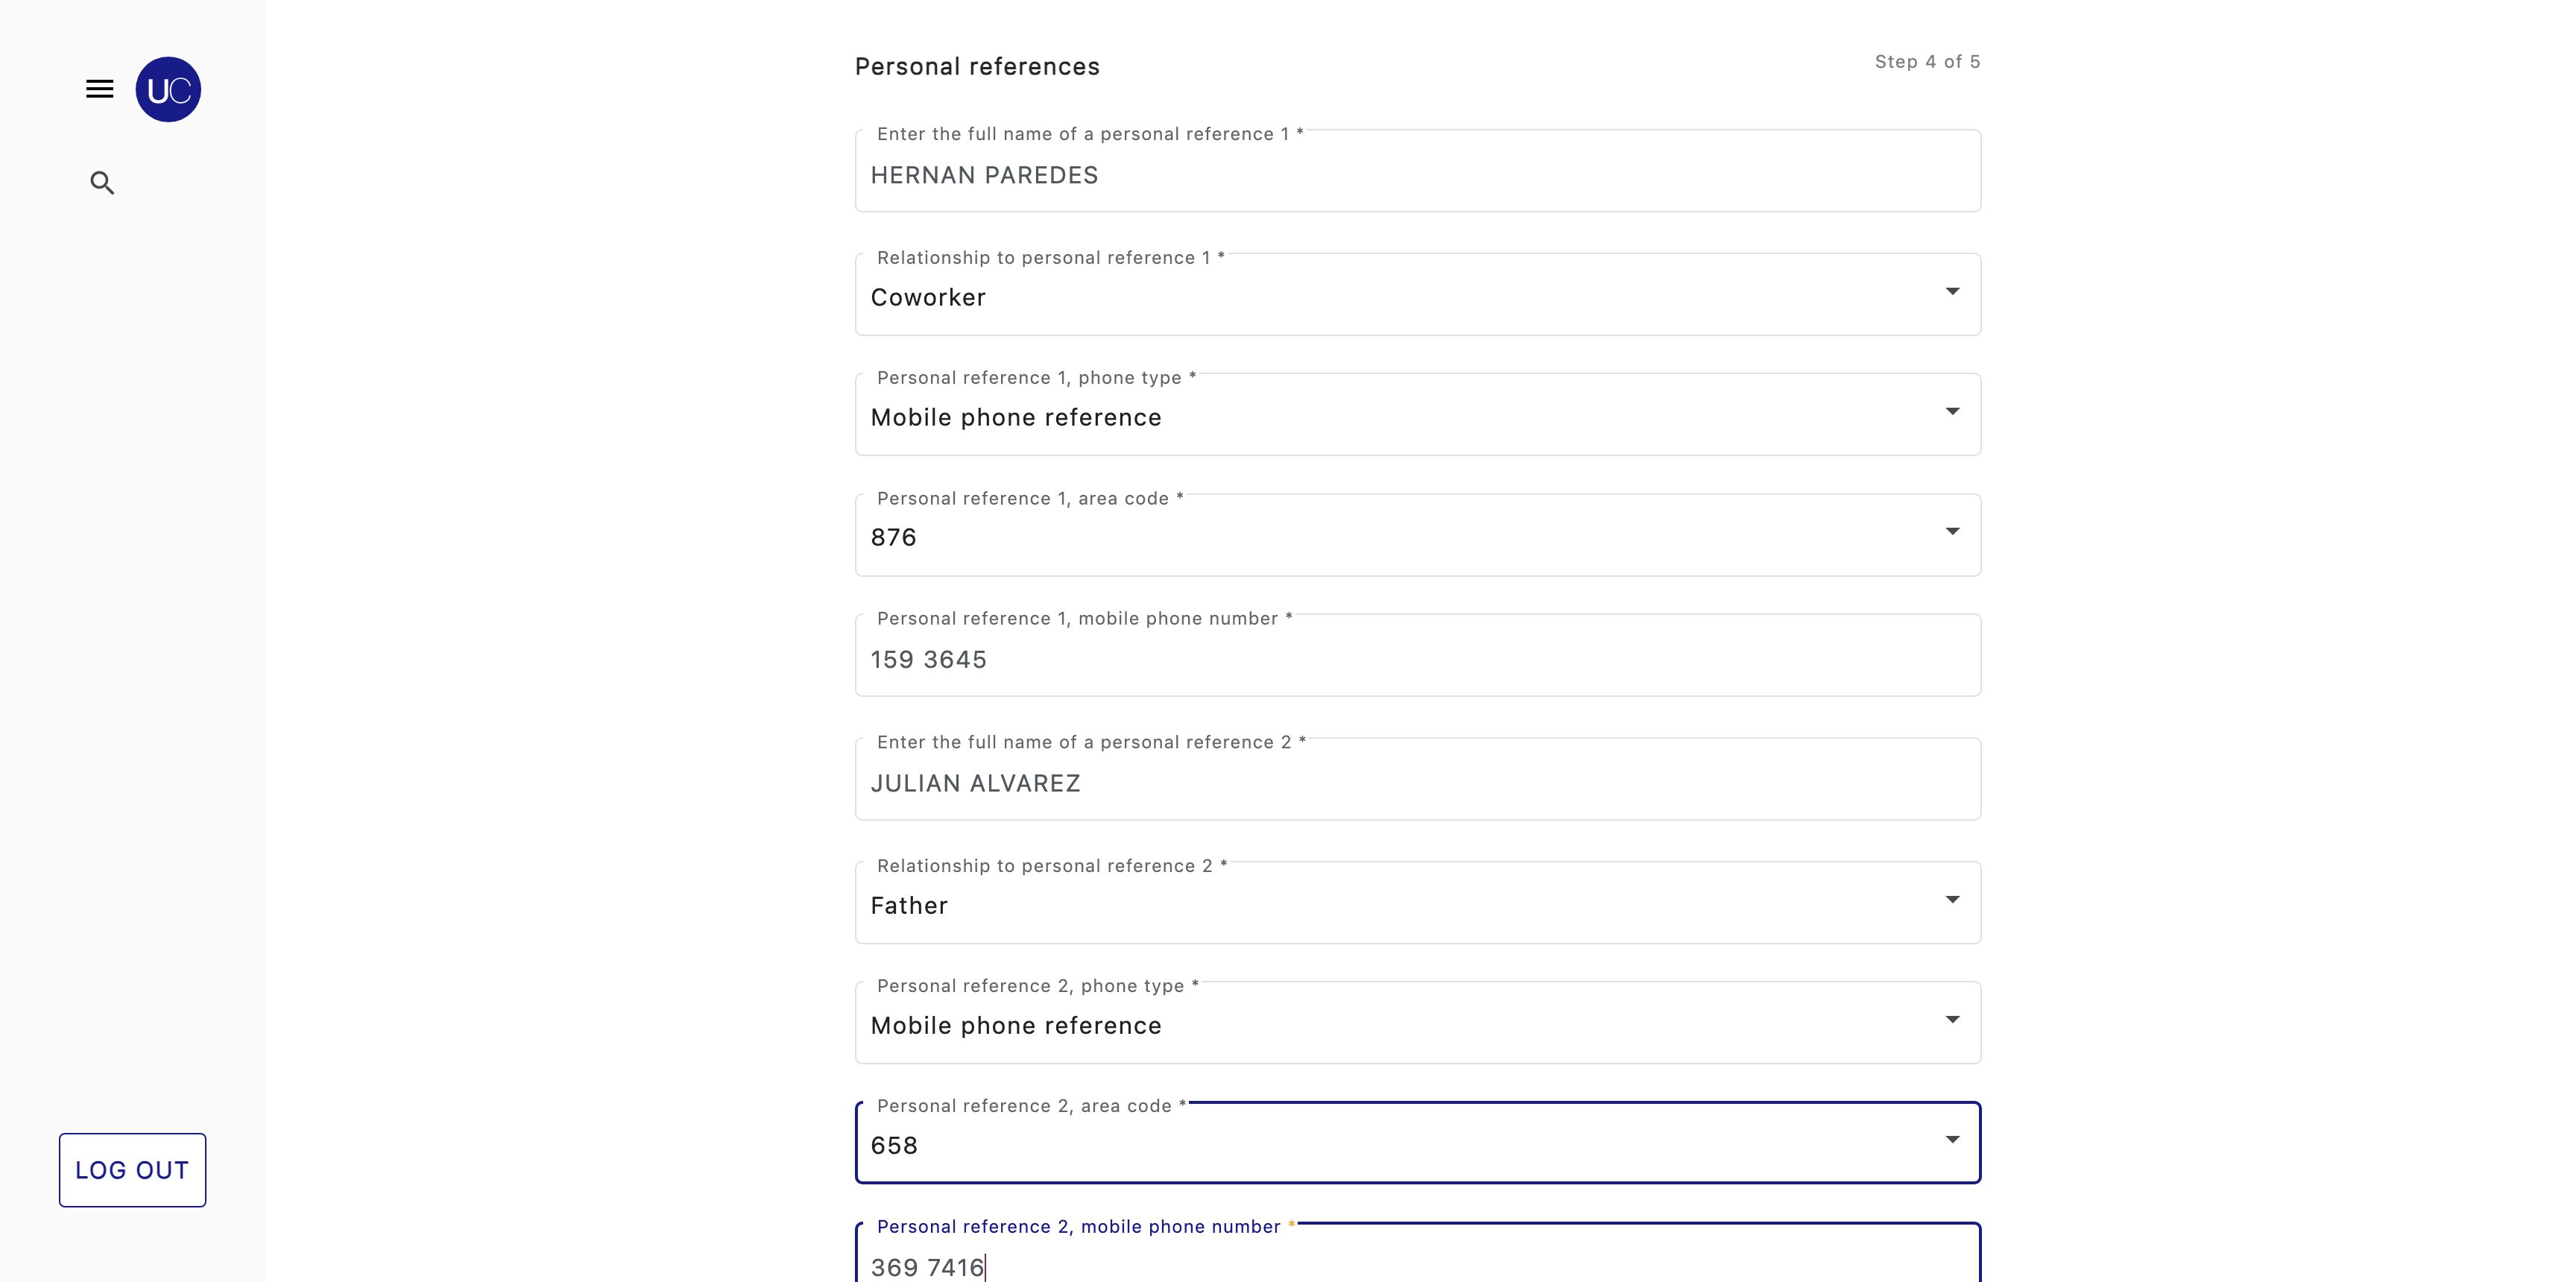 UC
Personal references
Step 4 of 5
Enter the full name of a personal reference 1 *
HERNAN PAREDES
Relationship to personal reference 1 *
Coworker
Personal reference 1, phone type *
Mobile phone reference
Personal reference 1, area code *
876
Personal reference 1, mobile phone number *
159 3645
Enter the full name of a personal reference 2 *
JULIAN ALVAREZ
Relationship to personal reference 2 *
Father
Personal reference 2, phone type *
Mobile phone reference
Personal reference 2, area code *
658
Personal reference 2, mobile phone number *
369 7416
LOG OUT